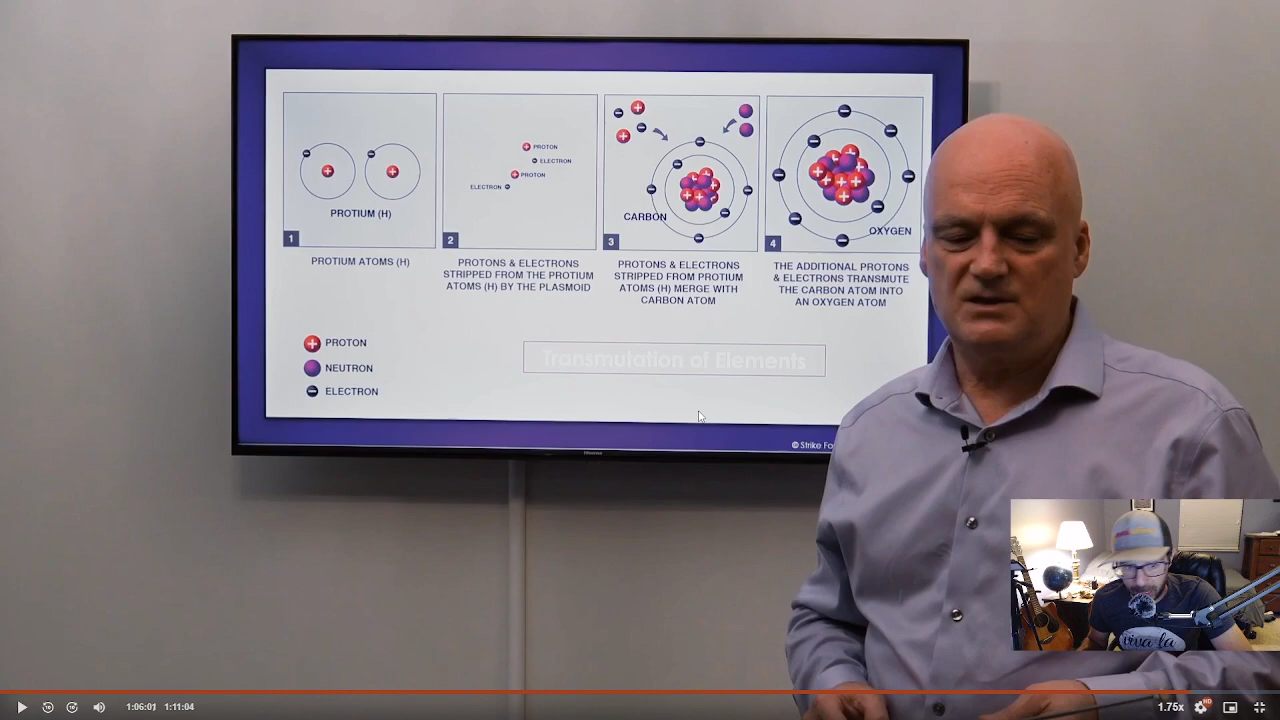 PROTIUM (H)
1
PROTIUM ATOMS (H)
PROTON
ELECTRON
PROTON
ELECTRON
2
PROTONS & ELECTRONS
STRIPPED FROM THE PROTIUM
ATOMS (H) BY THE PLASMOID
CARBON
3
PROTONS & ELECTRONS
STRIPPED FROM PROTIUM
ATOMS (H) MERGE WITH
CARBON ATOM
OXYGEN
4
THE ADDITIONAL PROTONS
& ELECTRONS TRANSMUTE
THE CARBON ATOM INTO
AN OXYGEN ATOM
PROTON
NEUTRON
ELECTRON
Transmutation of Elements
© Strike Fo
Hisense
viva la
1:06:01 1:11:04
1.75x
HD